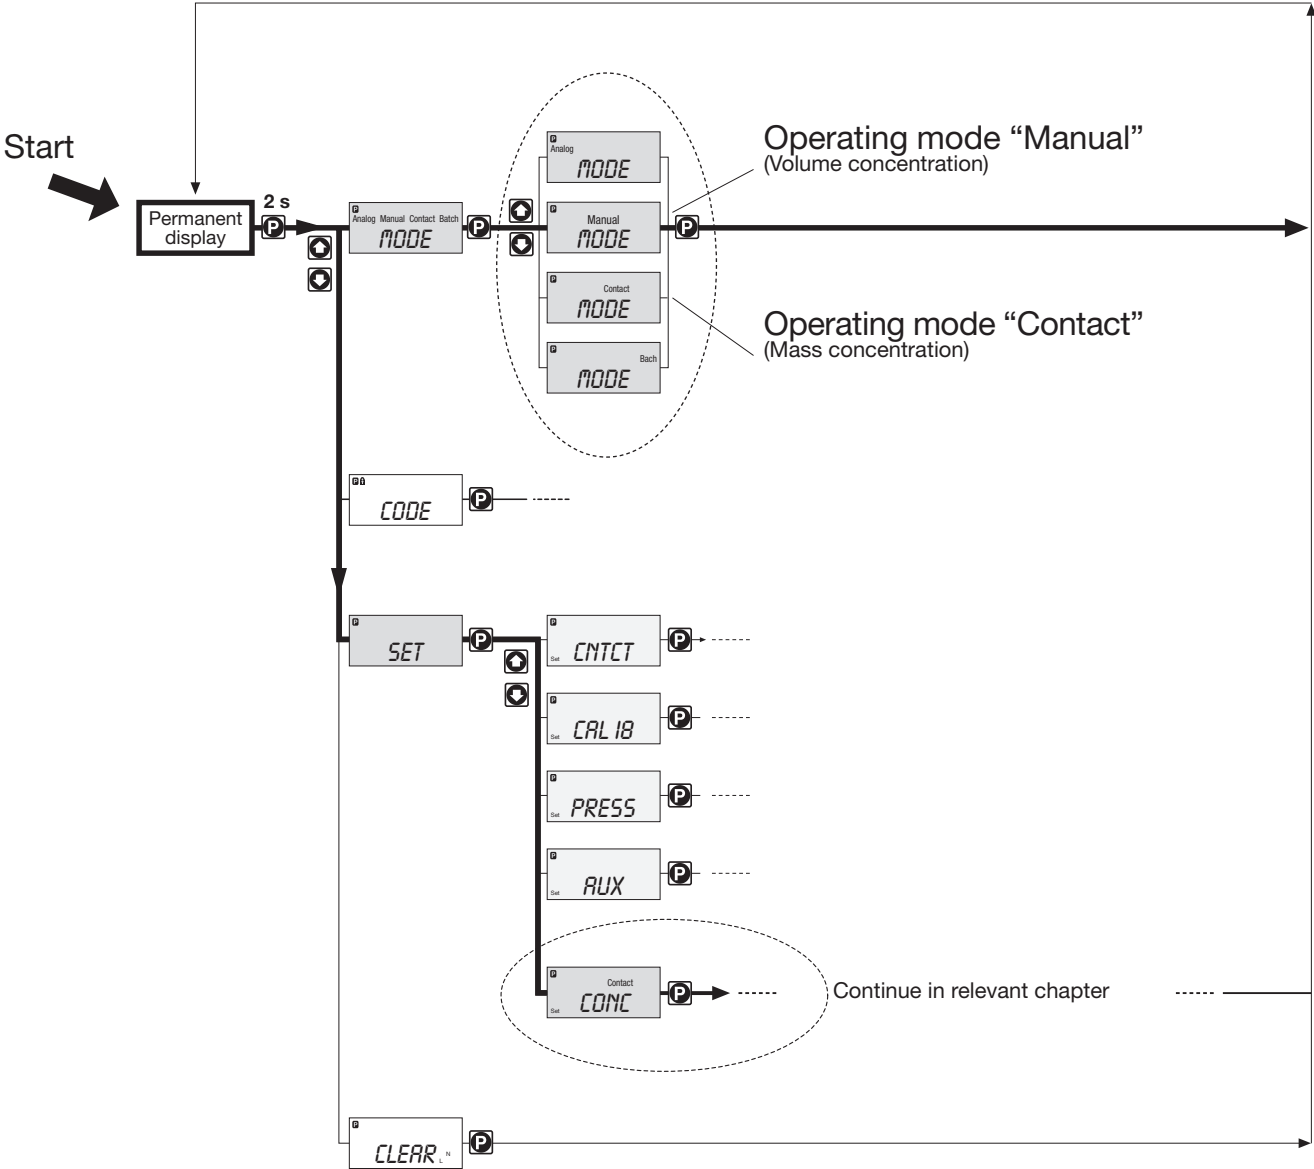 Start
Permanent
display
2 s
P
P
Analog Manual Contact Batch
MODE
P
P
Analog
MODE
P
Manual
MODE
P
P
Contact
MODE
P
Bach
MODE
Operating mode “Manual”
(Volume concentration)
Operating mode “Contact”
(Mass concentration)
P
CODE
P
P
SET
P
P
Set
CNTCT
P
P
Set
CALIB
P
P
Set
PRESS
P
P
Set
AUX
P
P
Contact
Set
CONC
P
Continue in relevant chapter
P
CLEAR L N
P